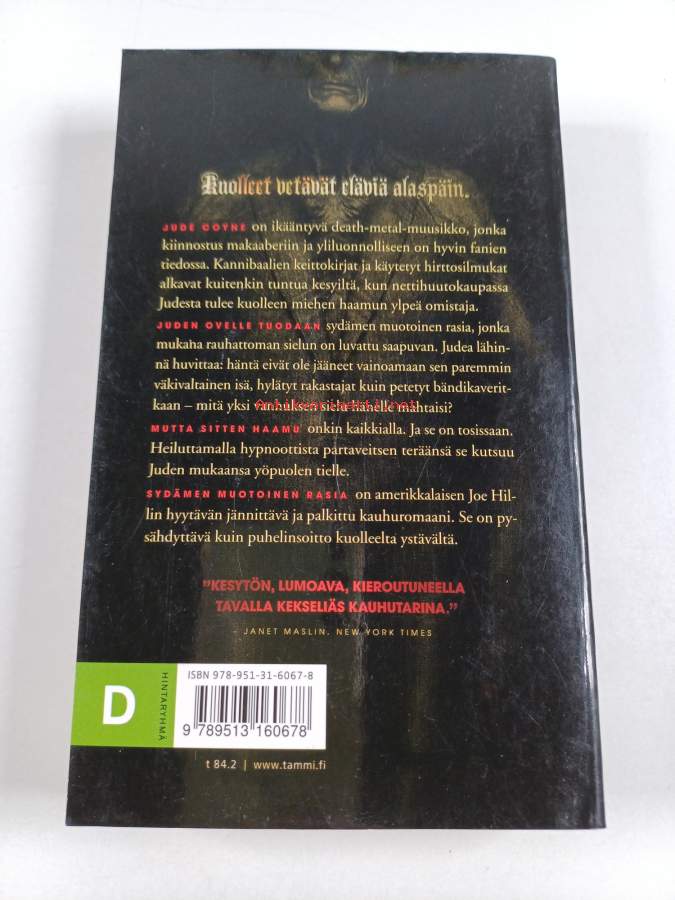 Kuolleet vetävät eläviä alaspäin.
JUDE COYNE on ikääntyvä death-metal-muusikko, jonka
kiinnostus makaaberiin ja yliluonnolliseen on hyvin fanien
tiedossa. Kannibaalien keittokirjat ja käytetyt hirttosilmukat
alkavat kuitenkin tuntua kesyiltä, kun nettihuutokaupassa
Judesta tulee kuolleen miehen haamun ylpeä omistaja.
JUDEN OVELLE TUODAAN sydämen muotoinen rasia, jonka
mukana rauhattoman sielun on luvattu saapuvan. Judea lähin-
nä huvittaa: häntä eivät ole jääneet vainoamaan sen paremmin
väkivaltainen isä, hylätyt rakastajat kuin petetyt bändikaverit-
kaan – mitä yksi vanhuksen sielu hänelle mahtaisi?
MUTTA SITTEN HAAMU onkin kaikkialla. Ja se on tosissaan.
Heiluttamalla hypnoottista partaveitsen teräänsä se kutsuu
Juden mukaansa yöpuolen tielle.
SYDÄMEN MUOTOINEN RASIA on amerikkalaisen Joe Hil-
lin hyytävän jännittävä ja palkittu kauhuromaani. Se on py-
sähdyttävä kuin puhelinsoitto kuolleelta ystävältä.
"KESYTÖN, LUMOAVA, KIEROUTUNEELLA
TAVALLA KEKSELIÄS KAUHUTARINA."
– JANET MASLIN, NEW YORK TIMES
D
HINTARYHMÄ
ISBN 978-951-31-6067-8
9 789513 160678
t 84.2 | www.tammi.fi